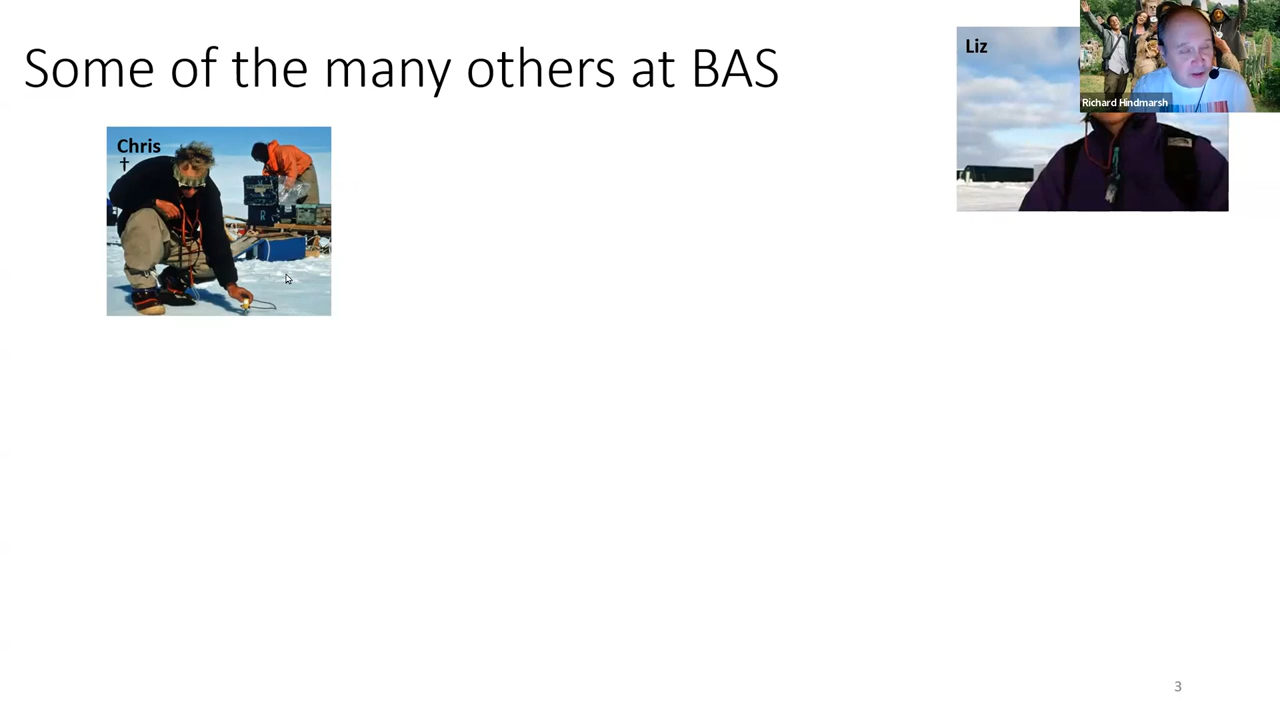 Some of the many others at BAS
Liz
Richard Hindmarsh
Chris
†
R
3